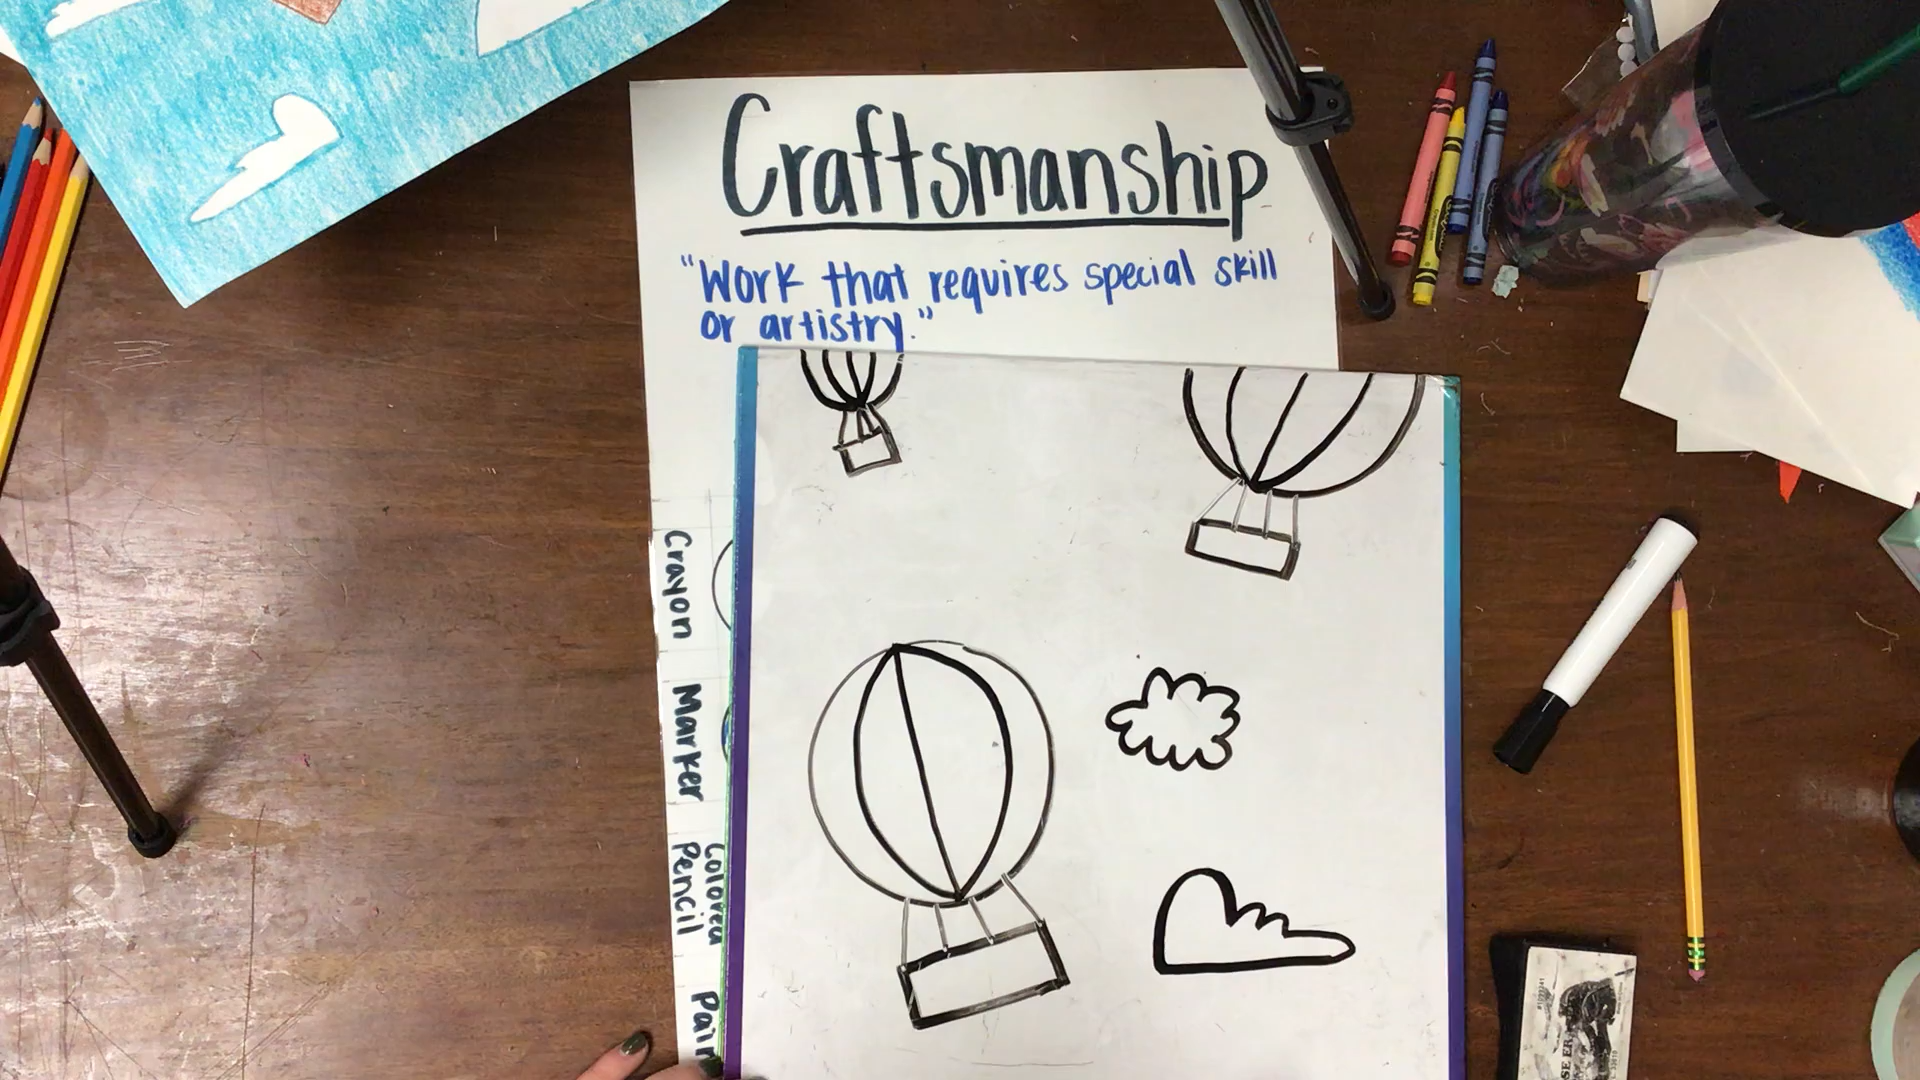 Craftsmanship
"Work that requires special skill
or artistry."
Crayon
Marker
Colored
Pencil